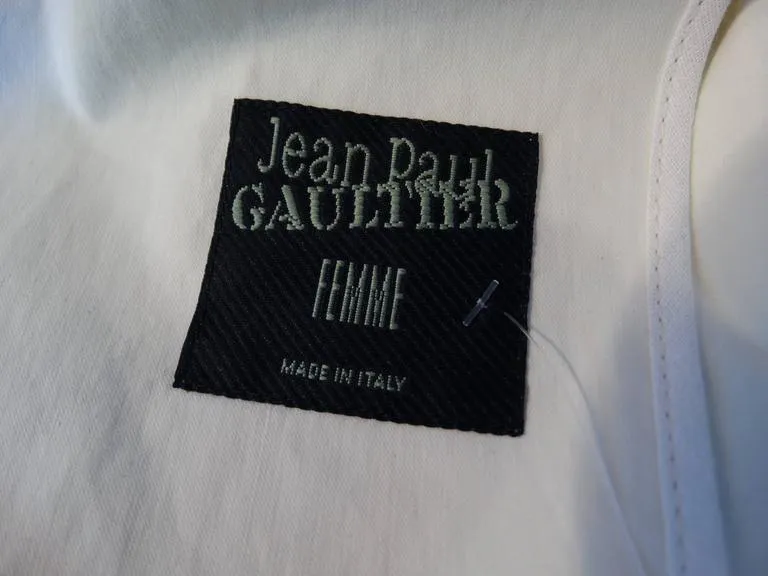 Jean Paul
GAULTIER
FEMME
MADE IN ITALY